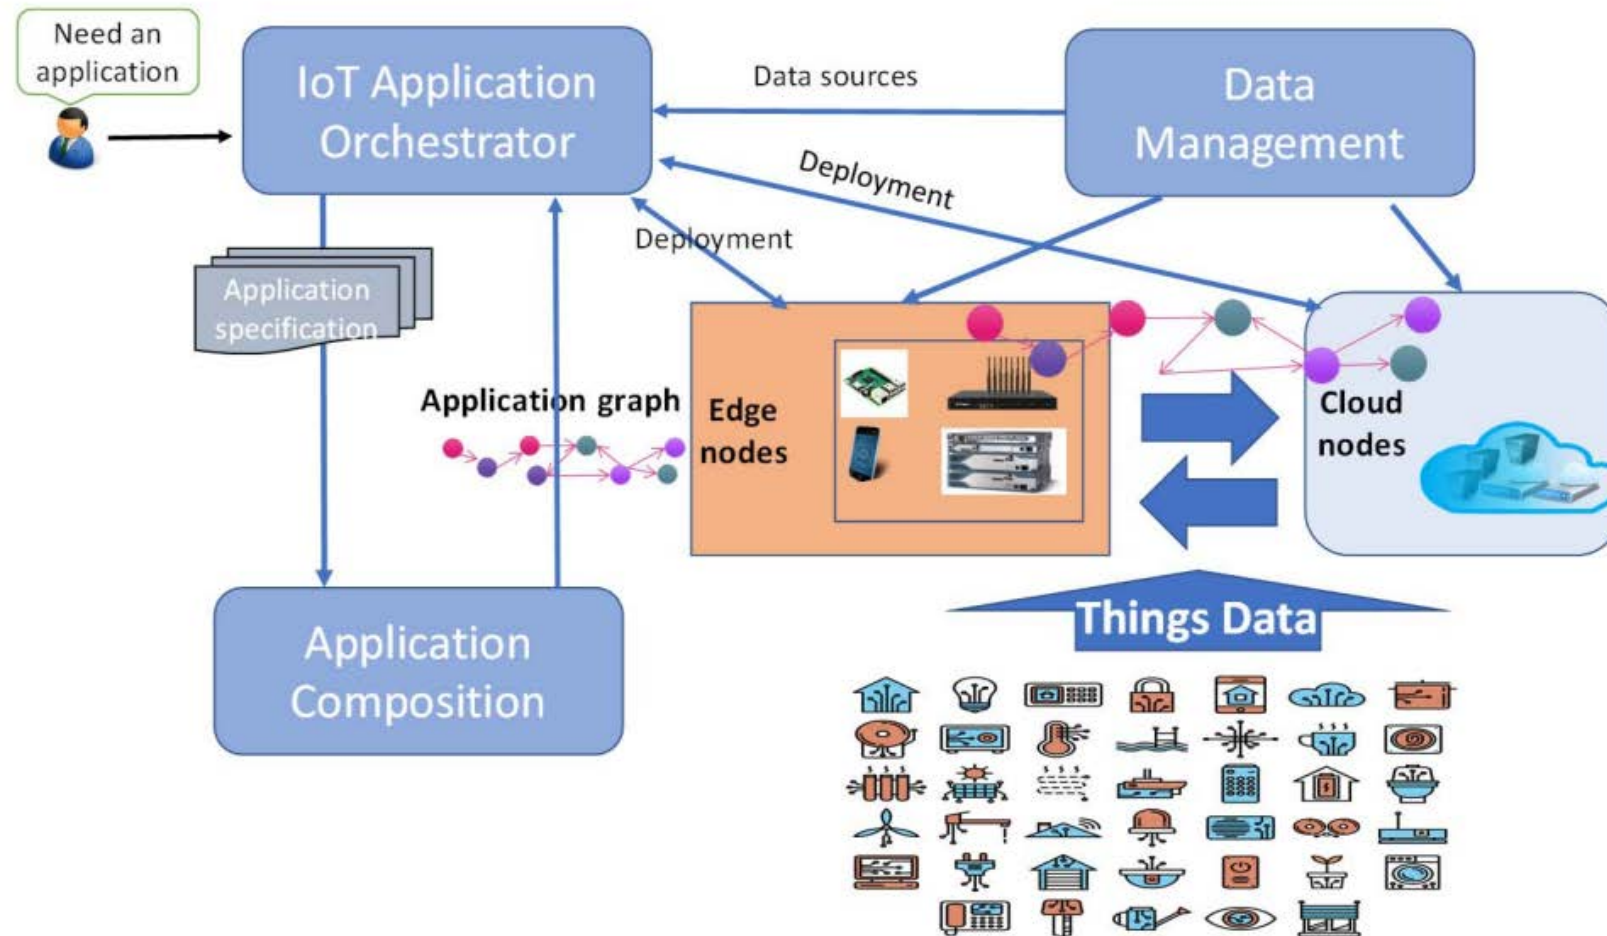 Need an
application
IoT Application
Orchestrator
Data sources
Data
Management
Deployment
Deployment
Application
specification
Application graph
Edge
nodes
Cloud
nodes
Things Data
Application
Composition